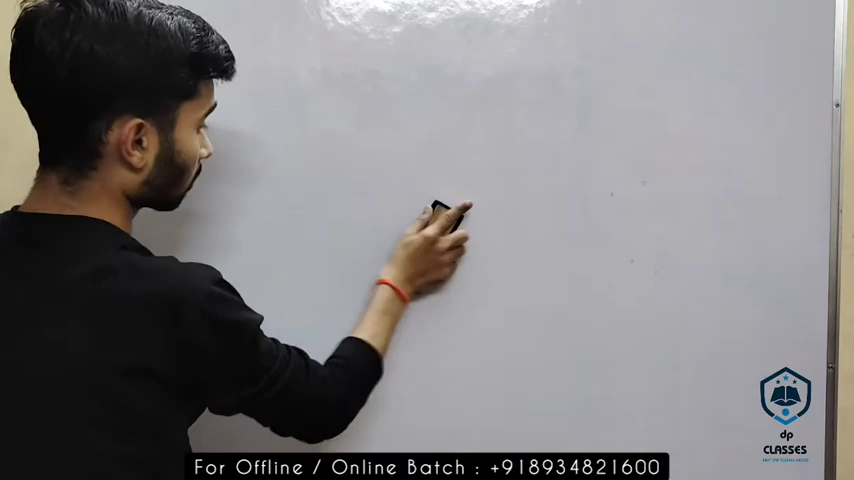 dp
CLASSES
For Offline / Online Batch : +918934821600